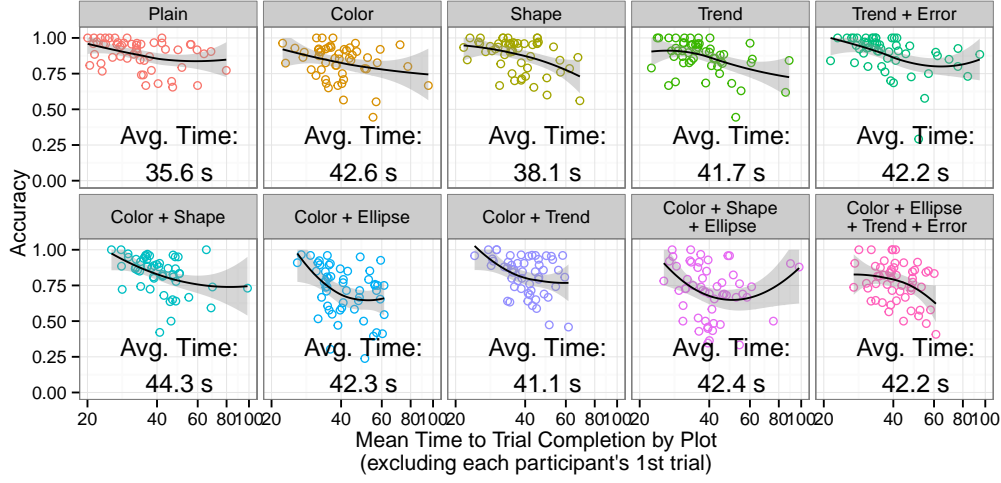 Plain
Color
Shape
Trend
Trend + Error
1.00
0.75
0.50
0.25
0.00
Avg. Time:
35.6 s
Avg. Time:
42.6 s
Avg. Time:
38.1 s
Avg. Time:
41.7 s
Avg. Time:
42.2 s
Accuracy
Color + Shape
Color + Ellipse
Color + Trend
Color + Shape
+ Ellipse
Color + Ellipse
+ Trend + Error
1.00
0.75
0.50
0.25
0.00
Avg. Time:
44.3 s
Avg. Time:
42.3 s
Avg. Time:
41.1 s
Avg. Time:
42.4 s
Avg. Time:
42.2 s
20 40 60 80100 20 40 60 80100 20 40 60 80100 20 40 60 80100 20 40 60 80100
Mean Time to Trial Completion by Plot
(excluding each participant's 1st trial)